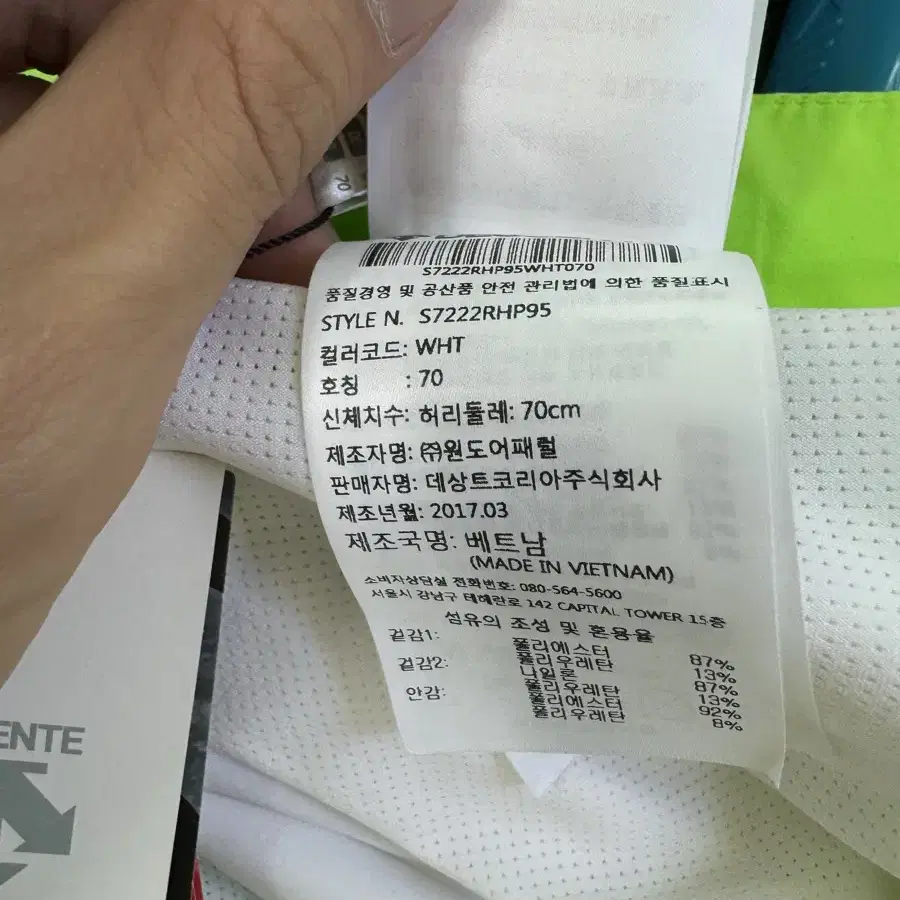 70
S7222RHP95WHT070
품질경영 및 공산품 안전 관리법에 의한 품질표시
STYLE N. S7222RHP95
컬러코드: WHT
호칭 : 70
신체치수: 허리둘레: 70cm
제조자명: ㈜원도어패럴
판매자명: 데상트코리아주식회사
제조년월: 2017.03
제조국명: 베트남
(MADE IN VIETNAM)
소비자상담실 전화번호: 080-564-5600
서울시 강남구 테헤란로 142 CAPITAL TOWER 15층
섬유의 조성 및 혼용율
겉감1: 폴리에스터 87%
폴리우레탄 13%
겉감2: 나일론 87%
폴리우레탄 13%
안감: 폴리에스터 92%
폴리우레탄 8%
ENTE